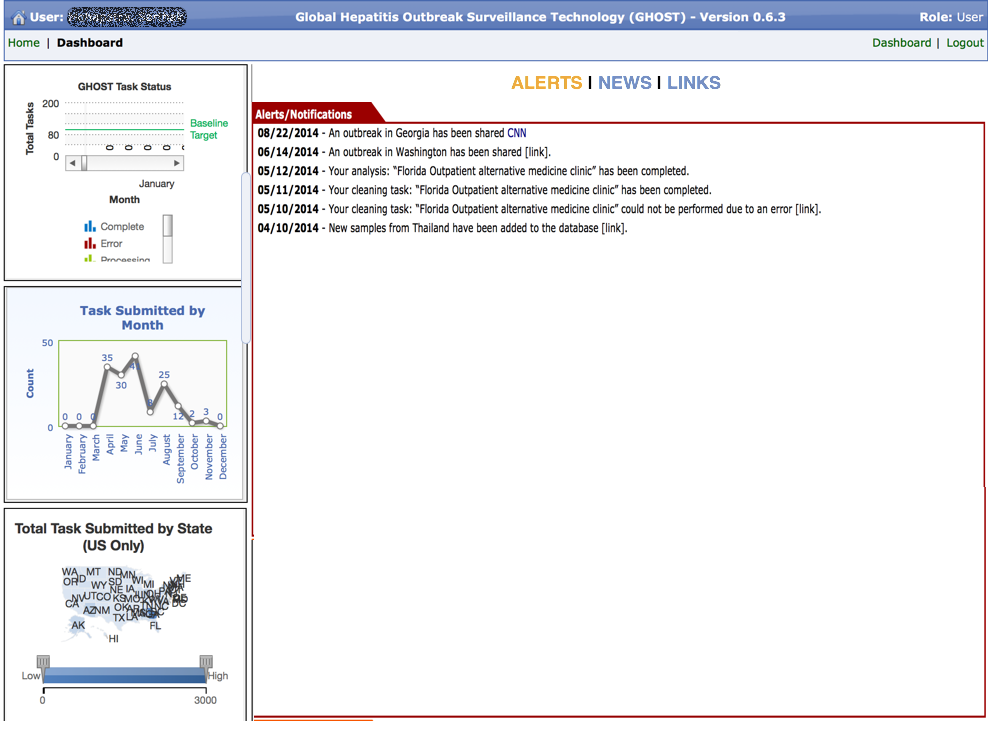 User:
Global Hepatitis Outbreak Surveillance Technology (GHOST) - Version 0.6.3
Role: User
Home | Dashboard
Dashboard | Logout
GHOST Task Status
Total Tasks
200
80
0
Baseline
Target
0 0 0 0
January
Month
Complete
Error
Processing
Task Submitted by
Month
Count
50
0
0 0 0 35 30 25 12 2 3 0
January
February
March
April
May
June
July
August
September
October
November
December
Total Task Submitted by State
(US Only)
WA MT ND MN
OR ID SD WI MI ME
WY NE IA
NV UT CO KS MO
CA AZ NM OK AR TN NC DC
TX LA
AK FL
HI
Low High
0 3000
ALERTS | NEWS | LINKS
Alerts/Notifications
08/22/2014 - An outbreak in Georgia has been shared CNN
06/14/2014 - An outbreak in Washington has been shared [link].
05/12/2014 - Your analysis: “Florida Outpatient alternative medicine clinic” has been completed.
05/11/2014 - Your cleaning task: “Florida Outpatient alternative medicine clinic” has been completed.
05/10/2014 - Your cleaning task: “Florida Outpatient alternative medicine clinic” could not be performed due to an error [link].
04/10/2014 - New samples from Thailand have been added to the database [link].